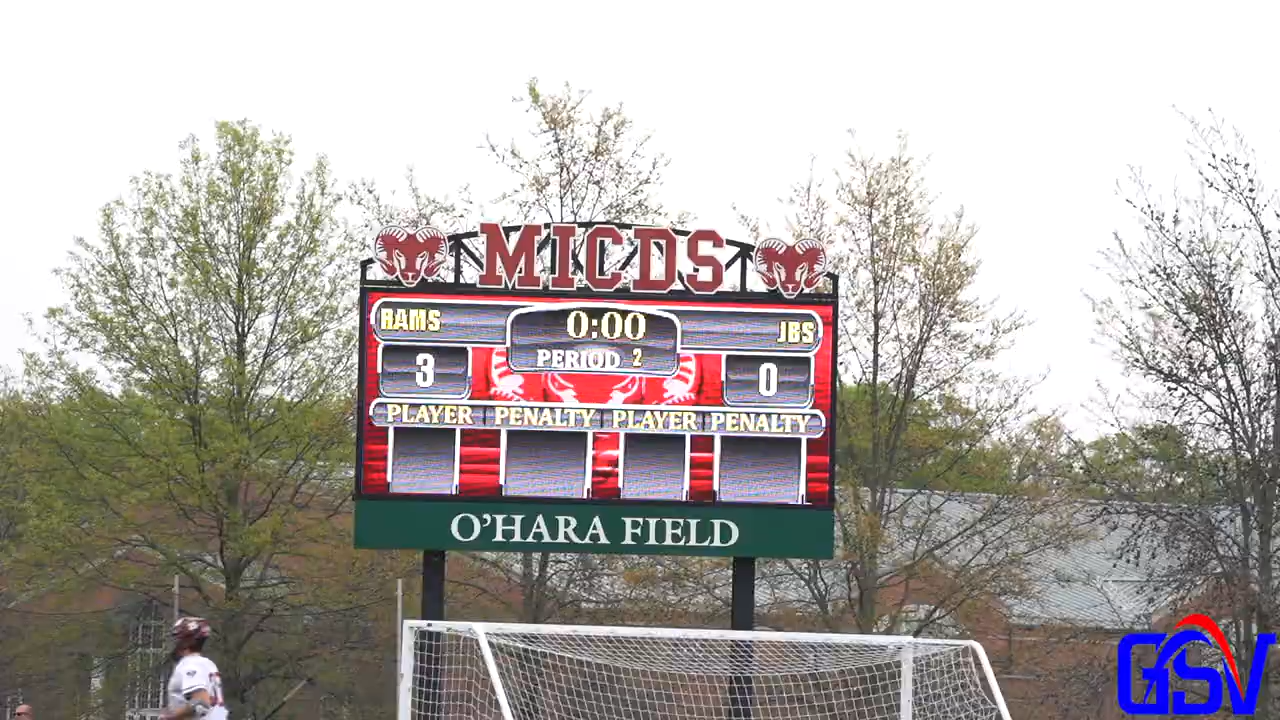 MICDS
RAMS 0:00 JBS
PERIOD 2
3 0
PLAYER PENALTY PLAYER PENALTY
O'HARA FIELD
GSV